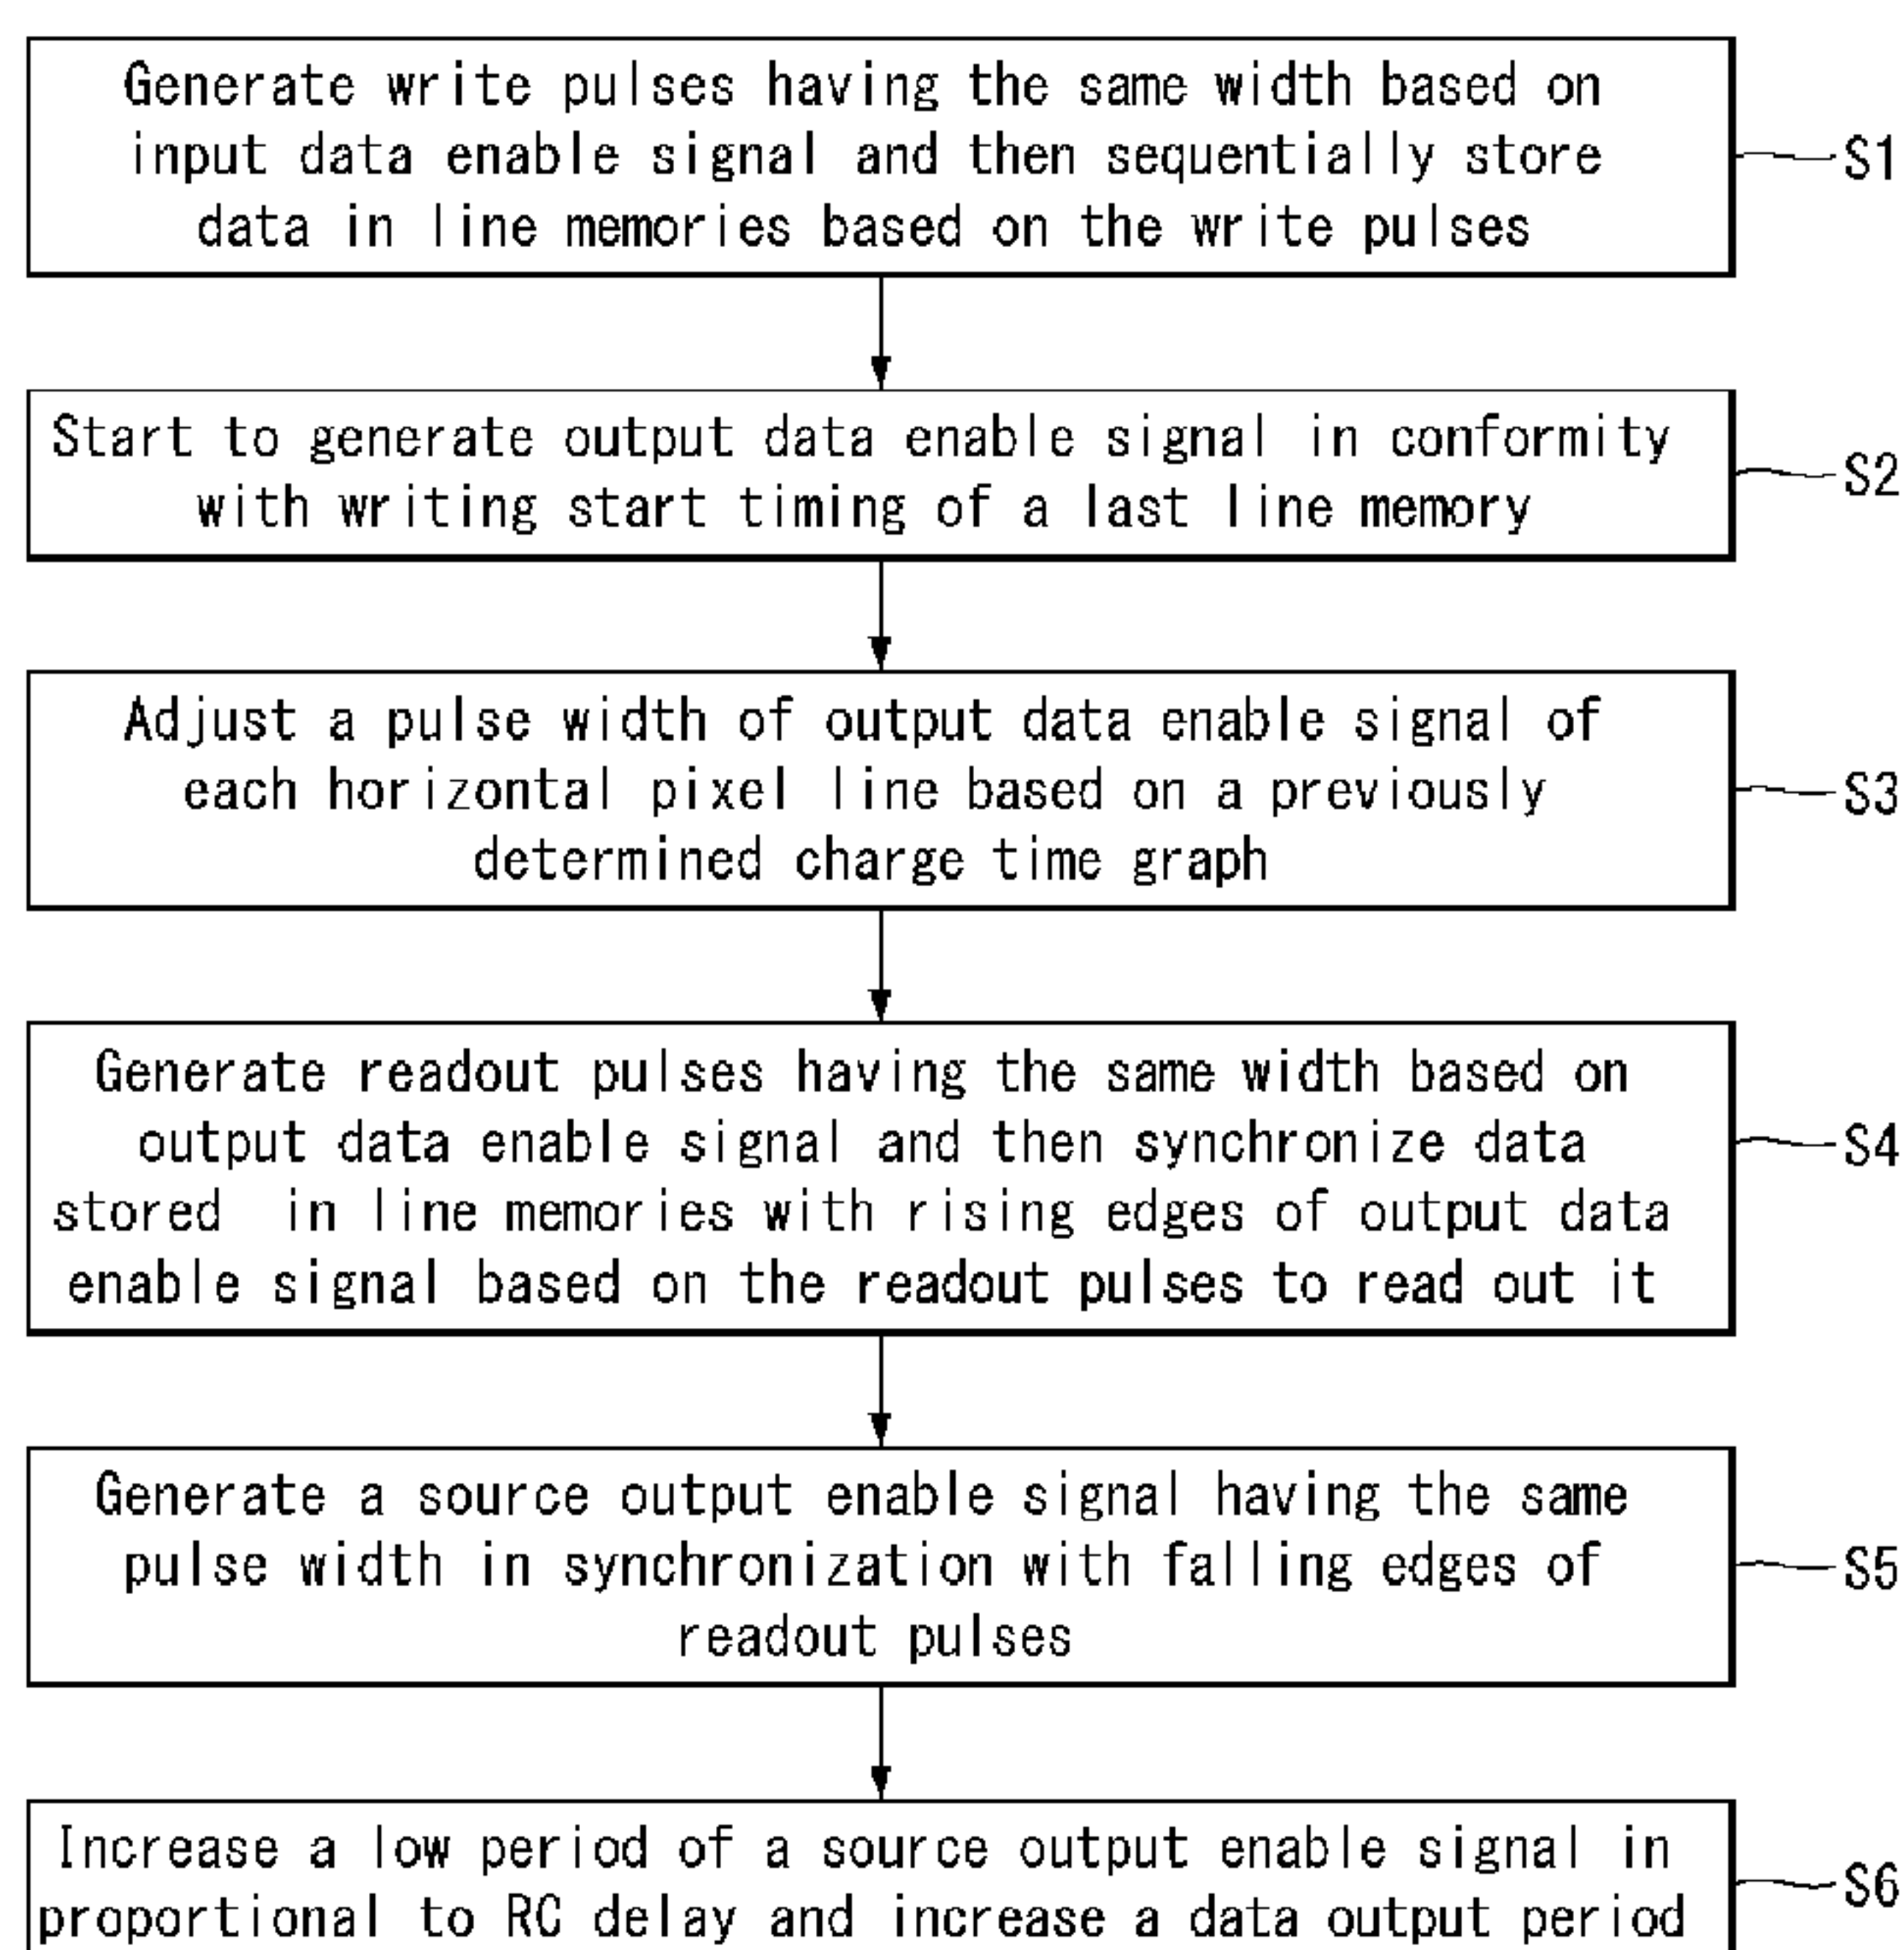 Generate write pulses having the same width based on
input data enable signal and then sequentially store
data in line memories based on the write pulses
S1
Start to generate output data enable signal in conformity
with writing start timing of a last line memory
S2
Adjust a pulse width of output data enable signal of
each horizontal pixel line based on a previously
determined charge time graph
S3
Generate readout pulses having the same width based on
output data enable signal and then synchronize data
stored in line memories with rising edges of output data
enable signal based on the readout pulses to read out it
S4
Generate a source output enable signal having the same
pulse width in synchronization with falling edges of
readout pulses
S5
Increase a low period of a source output enable signal in
proportional to RC delay and increase a data output period
S6